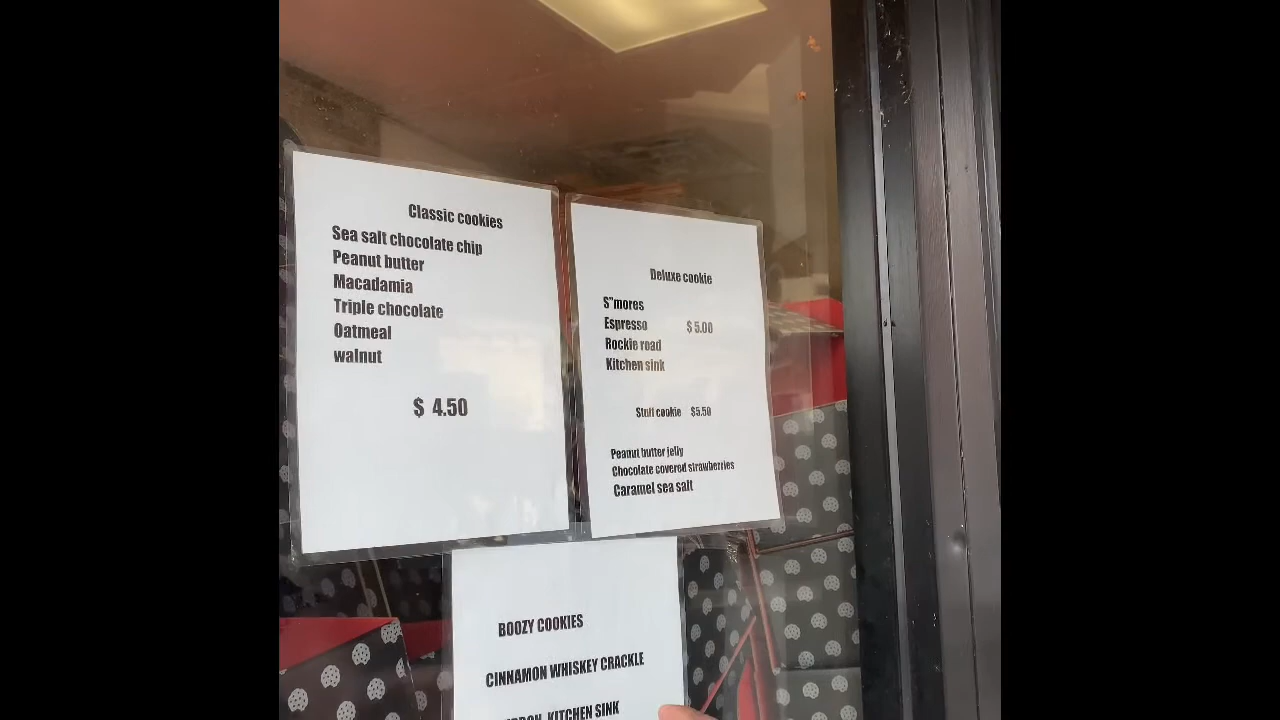 Classic cookies
Sea salt chocolate chip
Peanut butter
Macadamia
Triple chocolate
Oatmeal
walnut
$ 4.50
Deluxe cookie
S"mores
Espresso $ 5.00
Rockie road
Kitchen sink
Stuff cookie $5.50
Peanut butter jelly
Chocolate covered strawberries
Caramel sea salt
BOOZY COOKIES
CINNAMON WHISKEY CRACKLE
KITCHEN SINK